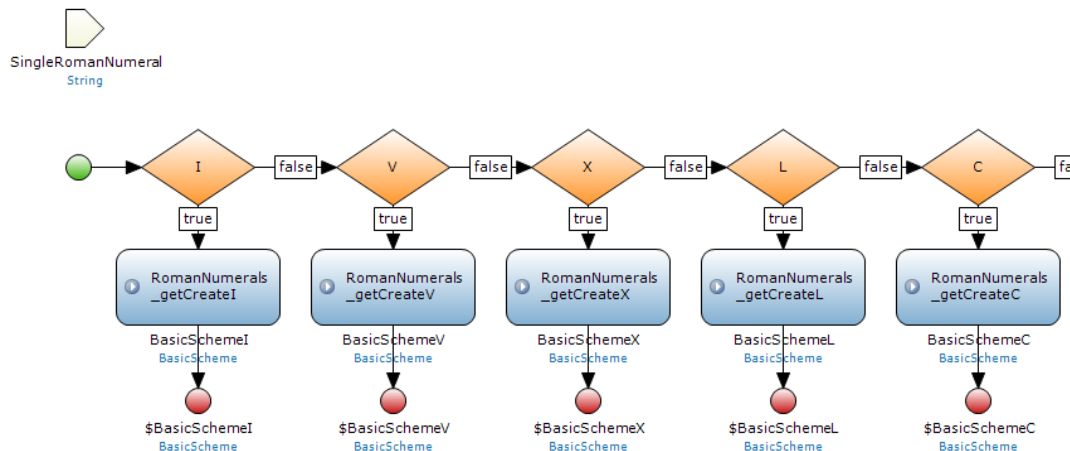 SingleRomanNumeral
String
I false V false X false L false C
true true true true true
RomanNumerals RomanNumerals RomanNumerals RomanNumerals RomanNumerals
_getCreateI _getCreateV _getCreateX _getCreateL _getCreateC
BasicSchemeI BasicSchemeV BasicSchemeX BasicSchemeL BasicSchemeC
BasicScheme BasicScheme BasicScheme BasicScheme BasicScheme
$BasicSchemeI $BasicSchemeV $BasicSchemeX $BasicSchemeL $BasicSchemeC
BasicScheme BasicScheme BasicScheme BasicScheme BasicScheme